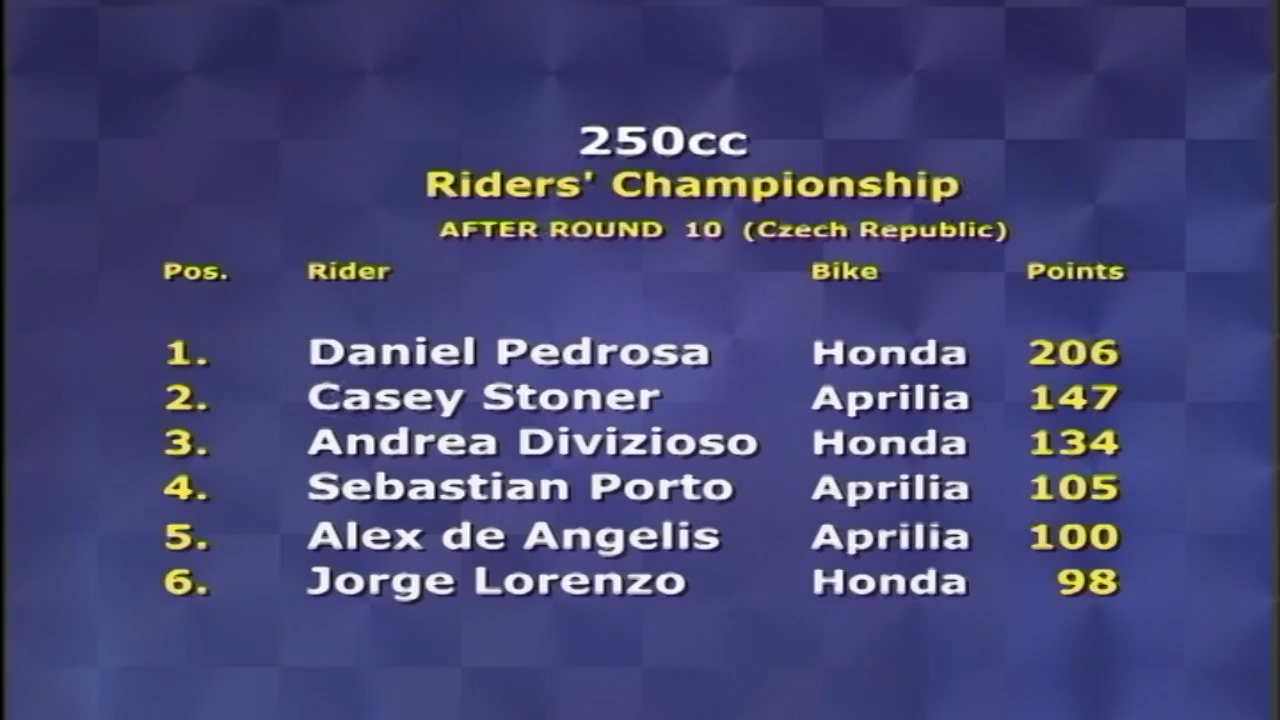 250cc
Riders' Championship
AFTER ROUND 10 (Czech Republic)
Pos. Rider Bike Points
1. Daniel Pedrosa Honda 206
2. Casey Stoner Aprilia 147
3. Andrea Divizioso Honda 134
4. Sebastian Porto Aprilia 105
5. Alex de Angelis Aprilia 100
6. Jorge Lorenzo Honda 98